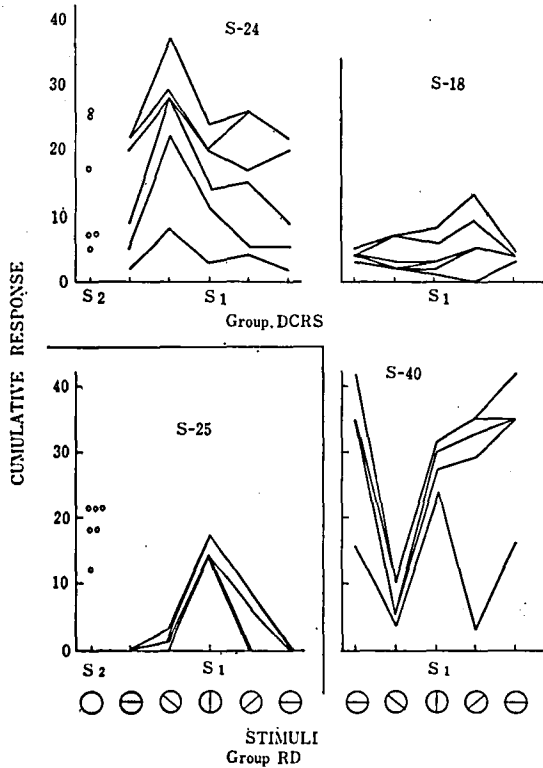 40
S-24
30
S-18
20
10
0
S2
S1
S1
Group.DCRS
CUMULATIVE RESPONSE
40
S-40
S-25
30
20
10
0
S2
S1
S1
STIMULI
Group RD